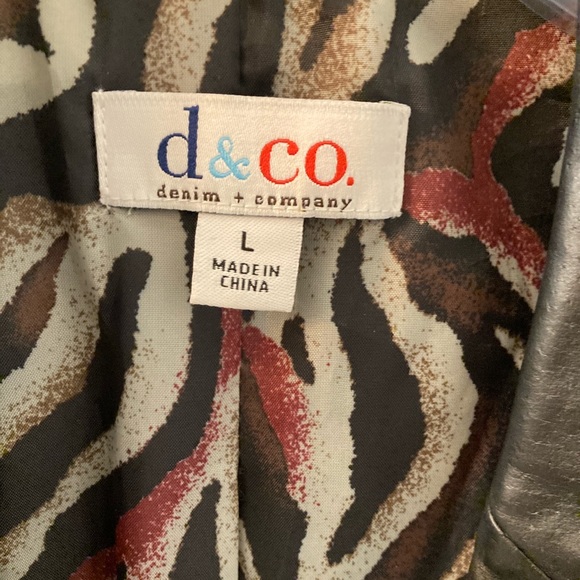 d&co.
denim + company
L
MADE IN
CHINA